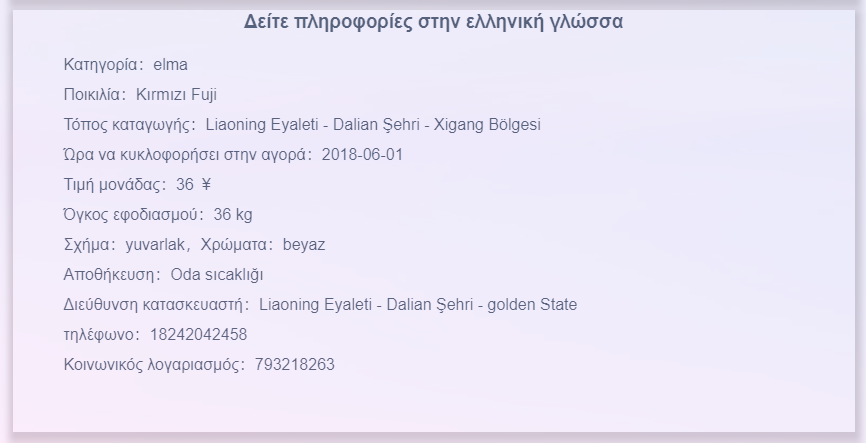 Δείτε πληροφορίες στην ελληνική γλώσσα
Κατηγορία：elma
Ποικιλία：Kırmızı Fuji
Τόπος καταγωγής：Liaoning Eyaleti - Dalian Şehri - Xigang Bölgesi
Ώρα να κυκλοφορήσει στην αγορά：2018-06-01
Τιμή μονάδας：36 ￥
Όγκος εφοδιασμού：36 kg
Σχήμα：yuvarlak，Χρώματα：beyaz
Αποθήκευση：Oda sıcaklığı
Διεύθυνση κατασκευαστή：Liaoning Eyaleti - Dalian Şehri - golden State
τηλέφωνο：18242042458
Κοινωνικός λογαριασμός：793218263